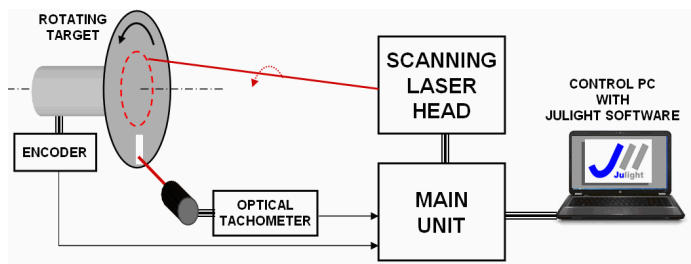 ROTATING
TARGET
SCANNING
LASER
HEAD
CONTROL PC
WITH
JULIGHT SOFTWARE
ENCODER
OPTICAL
TACHOMETER
MAIN
UNIT
Julight